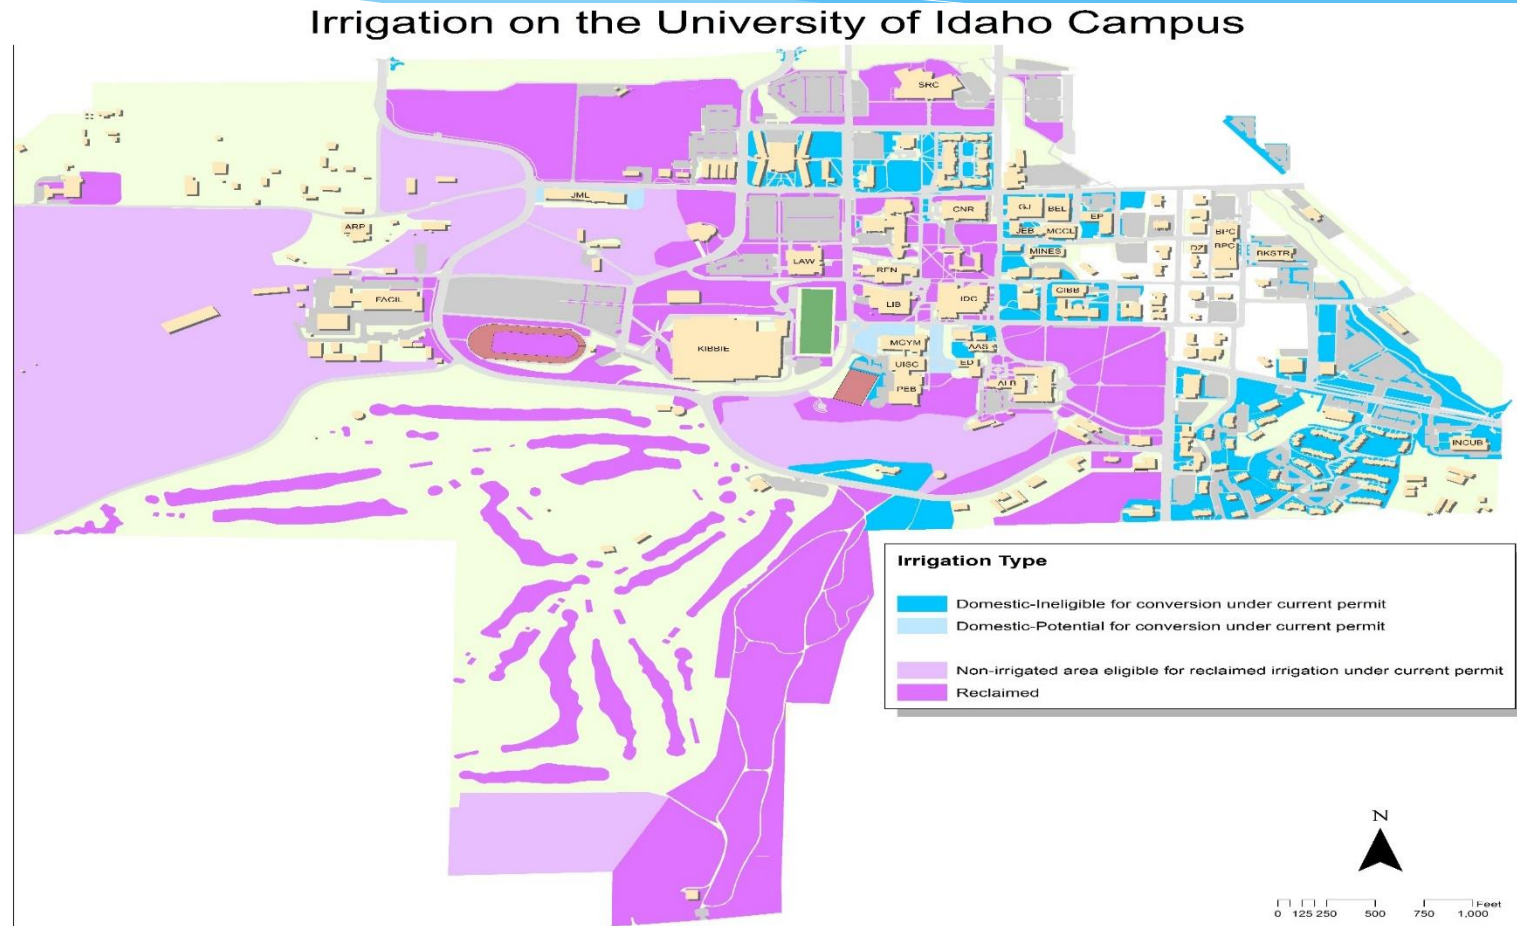 Irrigation on the University of Idaho Campus
SRC
JML
CNR
GJ
BEL
EP
ARP
JEB
MCCL
BPC
LAW
MINES
DZ
BPC
BKSTR
REN
FACIL
LIB
IDC
GIBB
KIBBIE
MCYM
AAS
UISC
ED
PEB
ALB
INCUB
Irrigation Type
Domestic-Ineligible for conversion under current permit
Domestic-Potential for conversion under current permit
Non-irrigated area eligible for reclaimed irrigation under current permit
Reclaimed
N
Feet
0 125 250 500 750 1,000